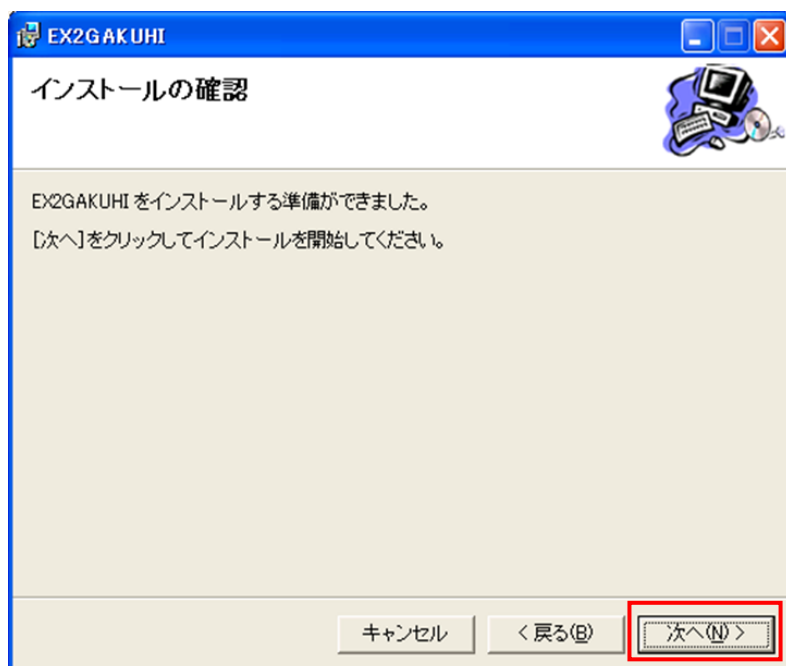 EX2GAKUHI
インストールの確認
EX2GAKUHI をインストールする準備ができました。
[次へ]をクリックしてインストールを開始してください。
キャンセル
< 戻る(B)
次へ(N) >